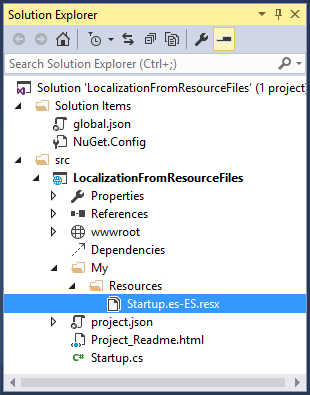 Solution Explorer
Search Solution Explorer (Ctrl+;)
Solution 'LocalizationFromResourceFiles' (1 project)
Solution Items
global.json
NuGet.Config
src
LocalizationFromResourceFiles
Properties
References
wwwroot
Dependencies
My
Resources
Startup.es-ES.resx
project.json
Project_Readme.html
C# Startup.cs